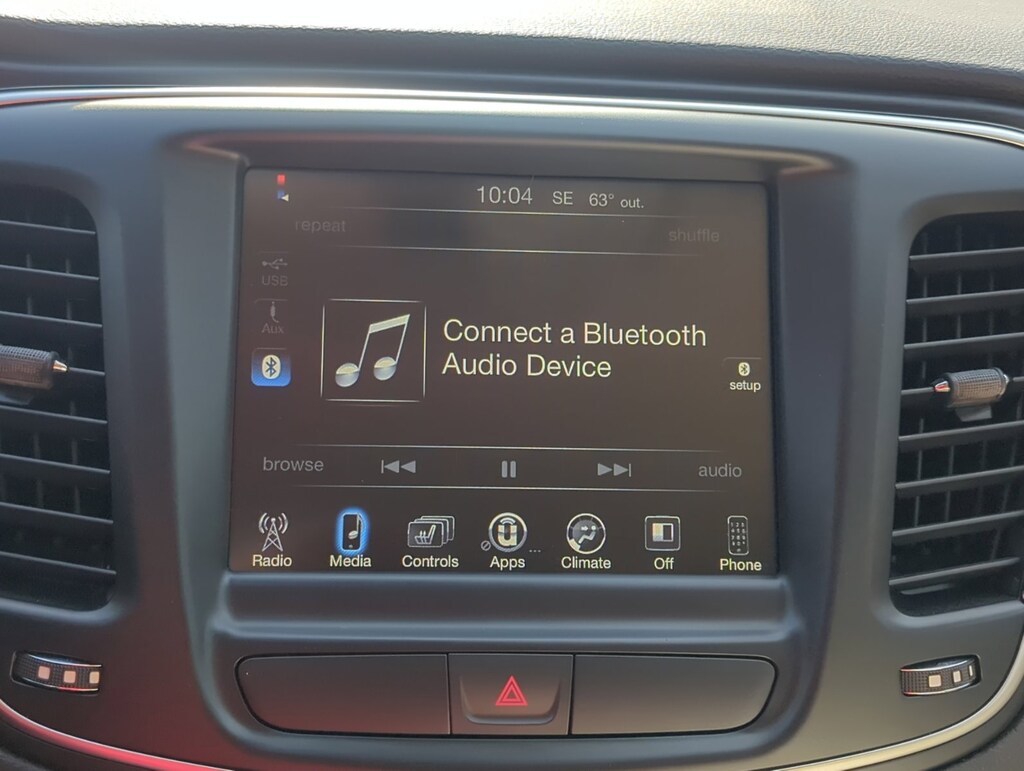 10:04 SE 63° out.
repeat shuffle
USB
Aux
Connect a Bluetooth
Audio Device
setup
browse audio
Radio Media Controls Apps Climate Off Phone